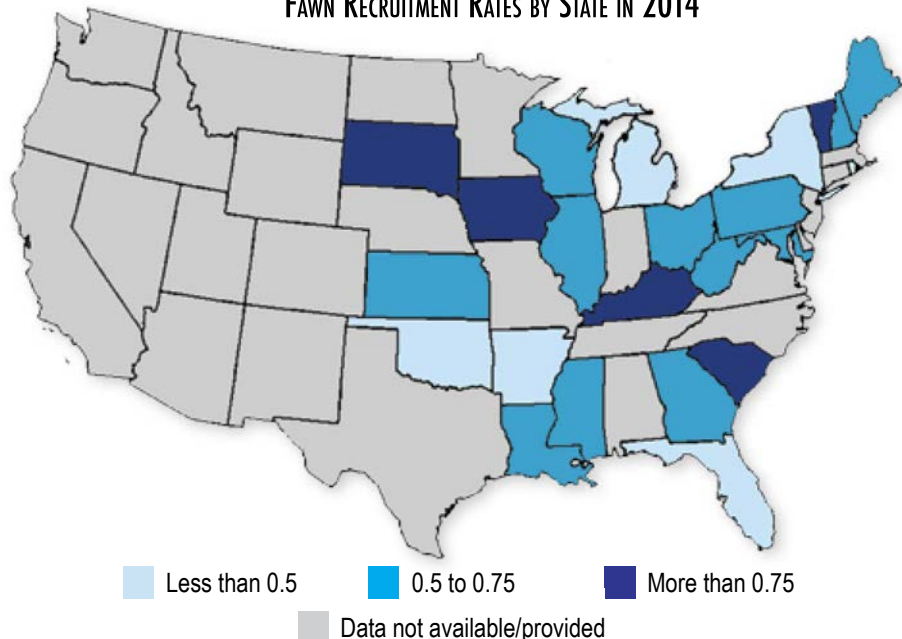 Fawn Recruitment Rates by State in 2014
Less than 0.5
0.5 to 0.75
More than 0.75
Data not available/provided